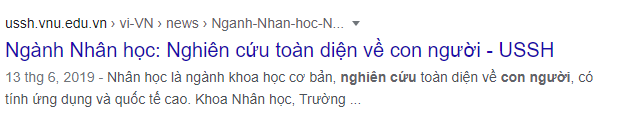 ussh.vnu.edu.vn › vi-VN › news › Nganh-Nhan-hoc-N...
Ngành Nhân học: Nghiên cứu toàn diện về con người - USSH
13 thg 6, 2019 - Nhân học là ngành khoa học cơ bản, nghiên cứu toàn diện về con người, có
tính ứng dụng và quốc tế cao. Khoa Nhân học, Trường ...